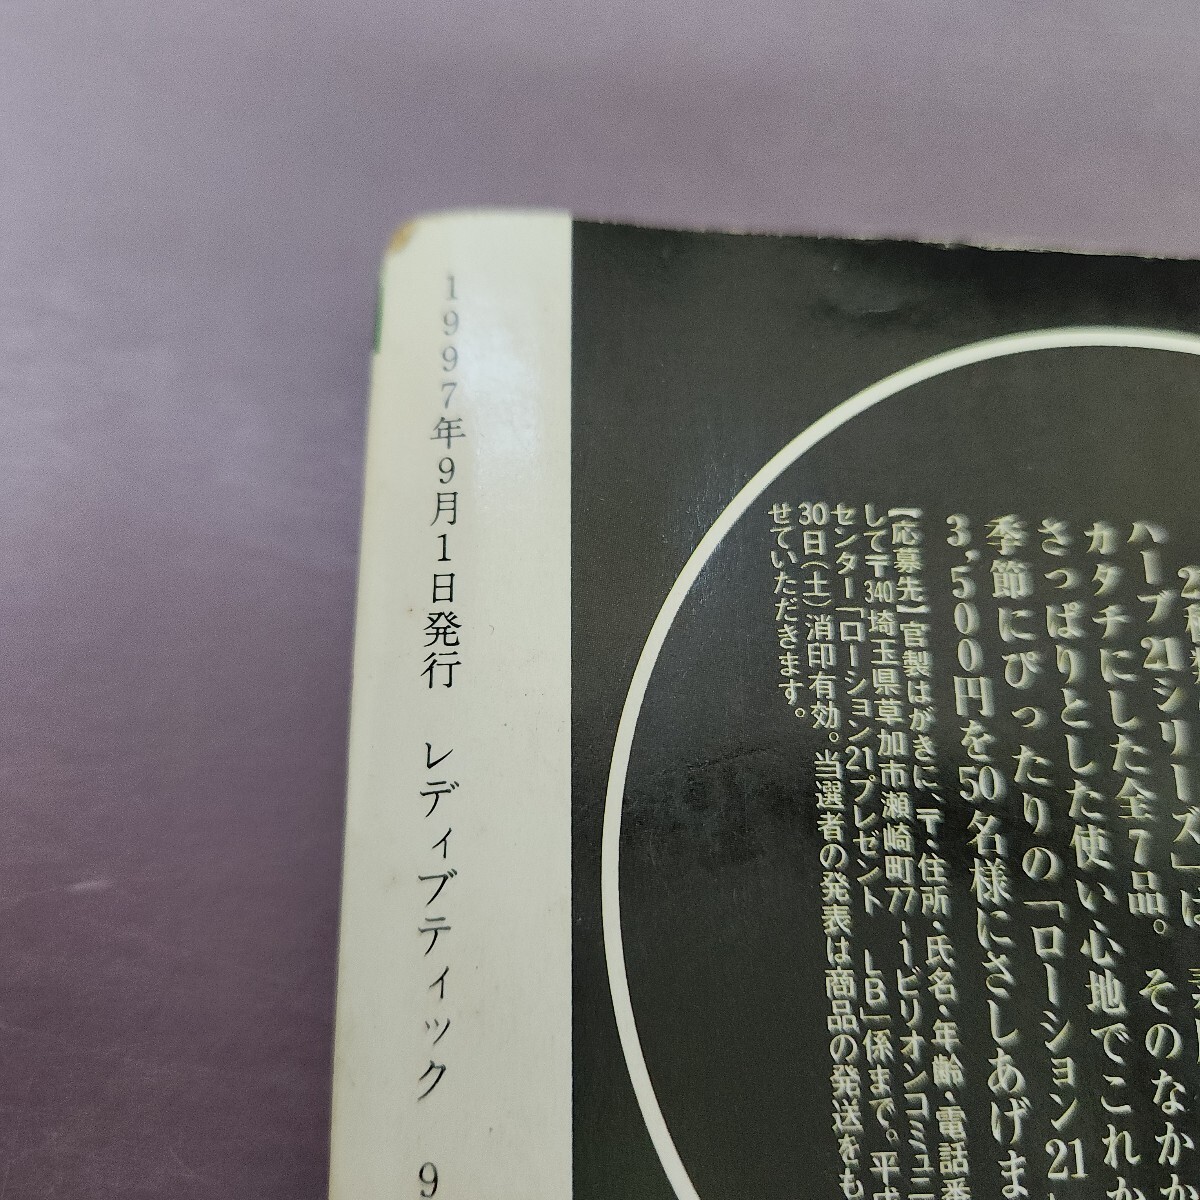 1997年9月1日発行 レディブティック 9
2種類
ハーブ21シリーズ」は
カタチにした全7品。そのなか
さっぱりとした使い心地でこれか
季節にぴったりの「ローション21
3,500円を50名様にさしあげま
【応募先】官製はがきに、〒・住所・氏名・年齢・電話番
して〒340埼玉県草加市瀬崎町77-1ビリオンコミュニ
センター「ローション21プレゼント LB」係まで。平成
30日(土)消印有効。当選者の発表は商品の発送をも
せていただきます。